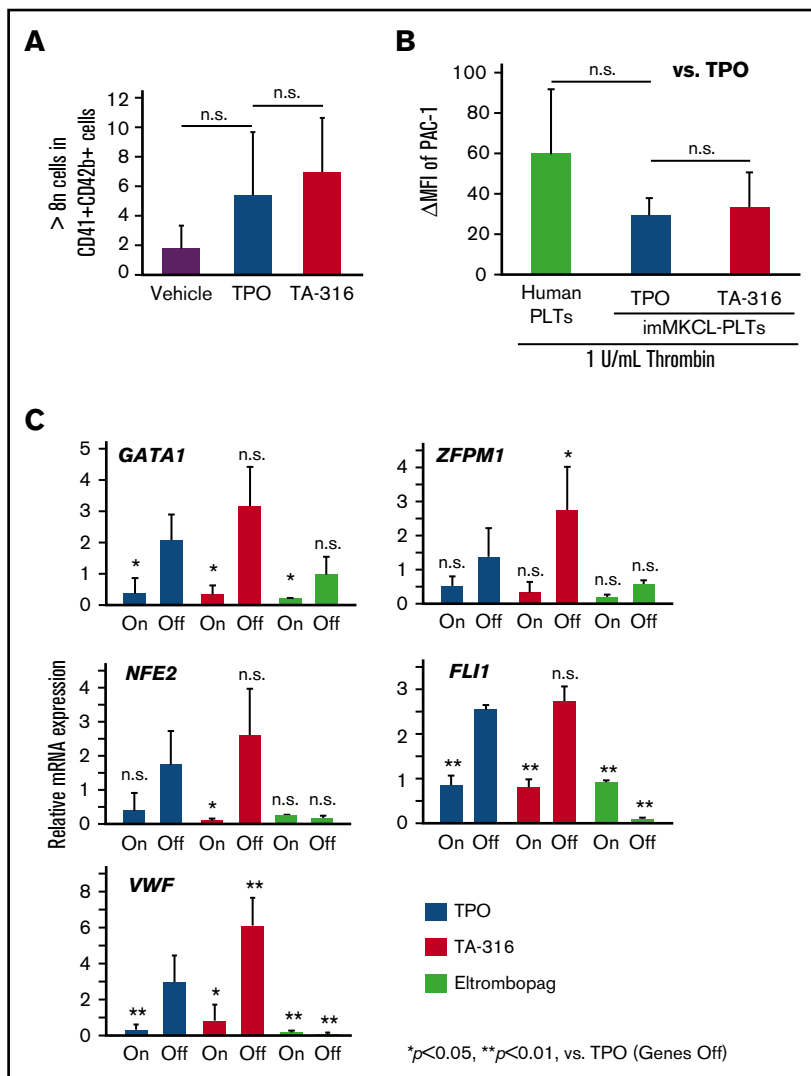 A
n.s.
n.s.
12
10
8
6
4
2
0
> 8n cells in
CD41+CD42b+ cells
Vehicle TPO TA-316
B
n.s. vs. TPO
n.s.
100
80
60
40
20
0
ΔMFI of PAC-1
Human
PLTs
TPO TA-316
imMKCL-PLTs
1 U/mL Thrombin
C
Relative mRNA expression
GATA1
5
4
3
2
1
0
* * n.s. * n.s.
On Off On Off On Off
ZFPM1
4
3
2
1
0
n.s. n.s. * n.s. n.s.
On Off On Off On Off
NFE2
4
3
2
1
0
n.s. * n.s. n.s. n.s.
On Off On Off On Off
FLI1
3
2
1
0
** ** n.s. ** **
On Off On Off On Off
VWF
8
6
4
2
0
** * ** ** **
On Off On Off On Off
TPO
TA-316
Eltrombopag
*p<0.05, **p<0.01, vs. TPO (Genes Off)